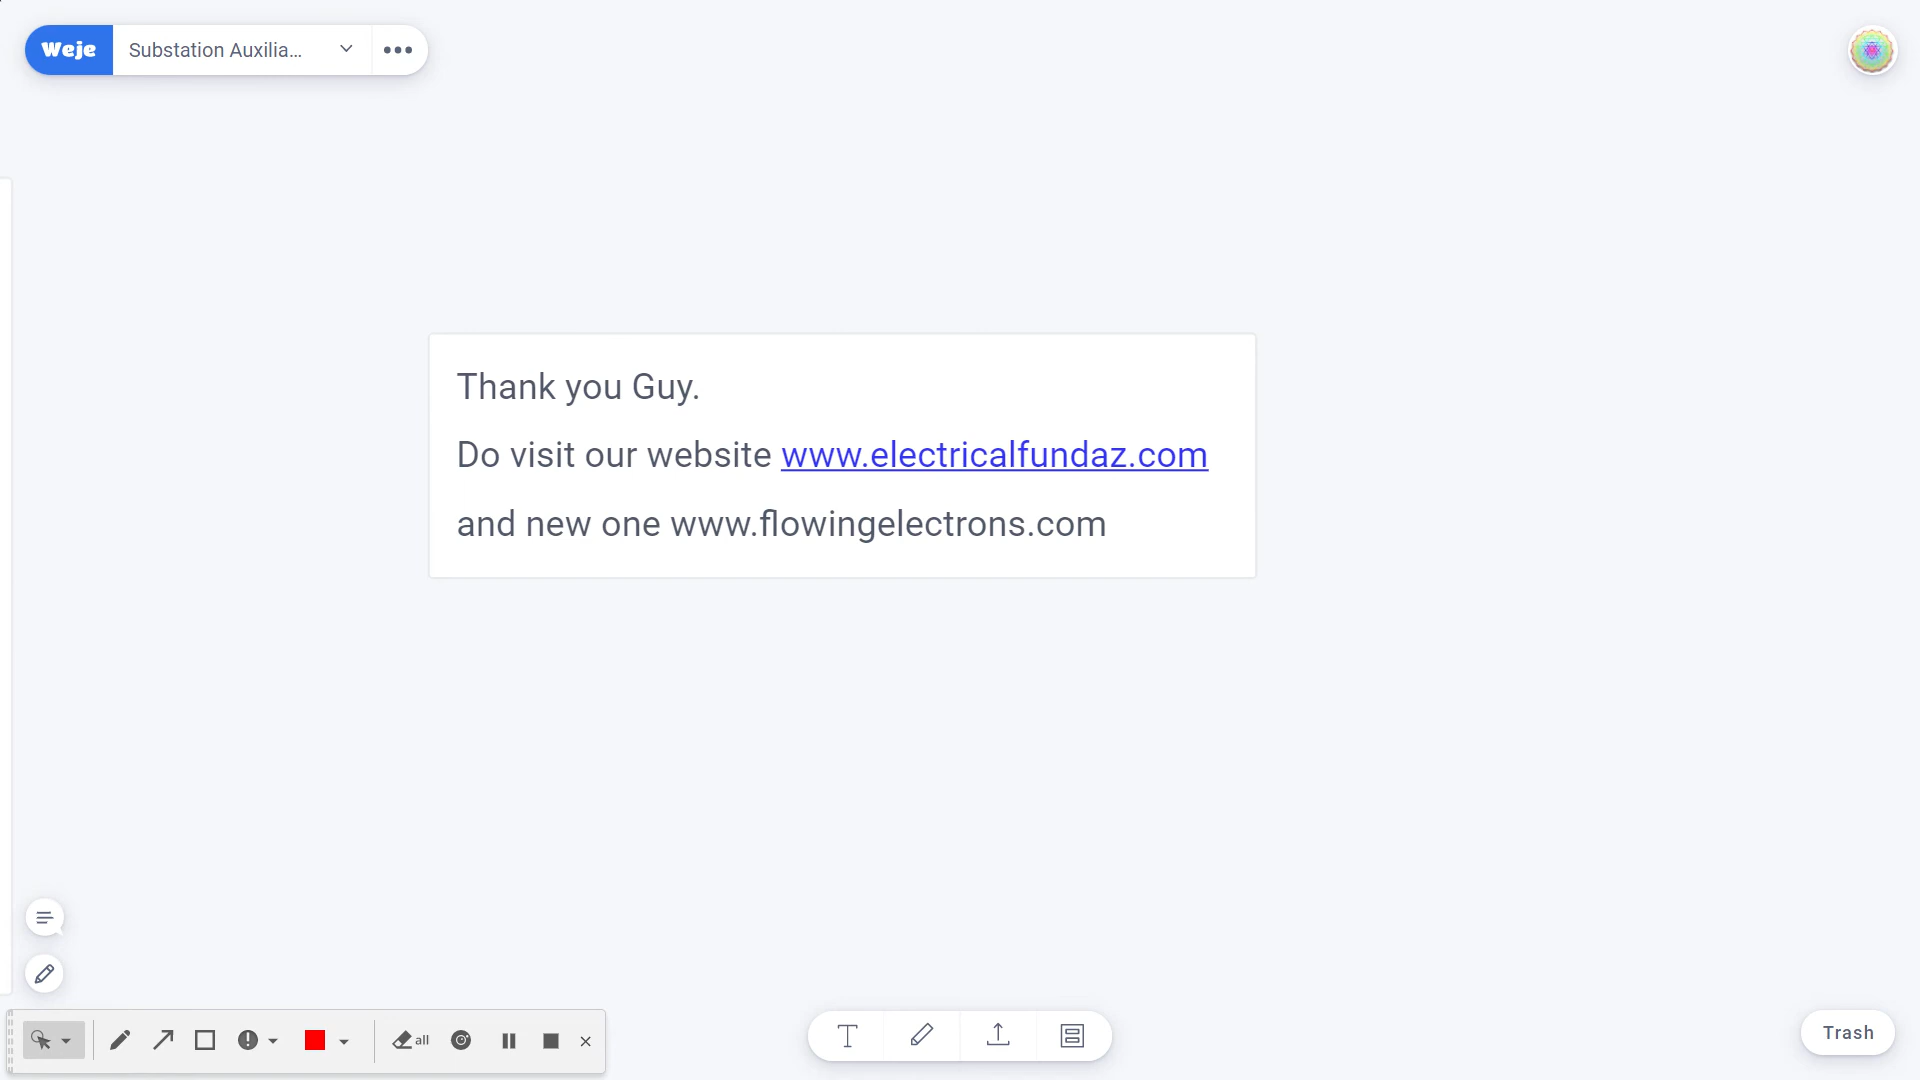 Weje
Substation Auxilia...
Thank you Guy.
Do visit our website www.electricalfundaz.com
and new one www.flowingelectrons.com
all
Trash